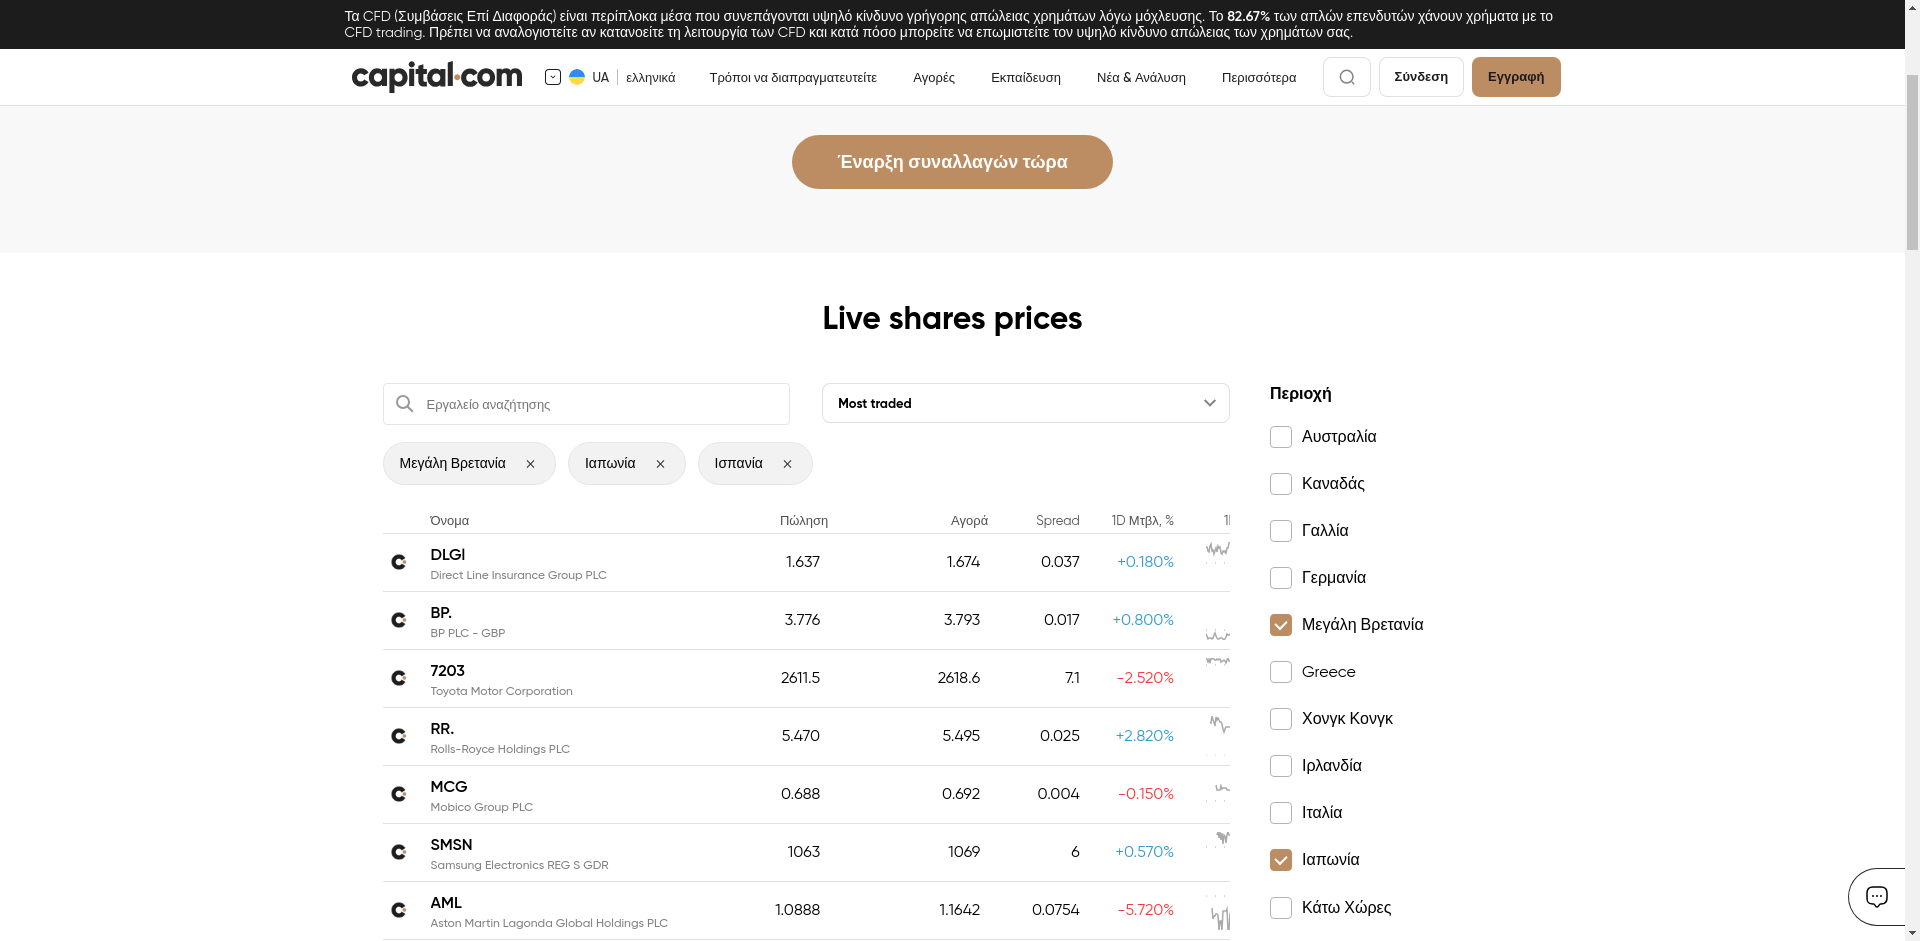 Τα CFD (Συμβάσεις Επί Διαφοράς) είναι περίπλοκα μέσα που συνεπάγονται υψηλό κίνδυνο γρήγορης απώλειας χρημάτων λόγω μόχλευσης. Το 82.67% των απλών επενδυτών χάνουν χρήματα με το
CFD trading. Πρέπει να αναλογιστείτε αν κατανοείτε τη λειτουργία των CFD και κατά πόσο μπορείτε να επωμιστείτε τον υψηλό κίνδυνο απώλειας των χρημάτων σας.
capital.com UA ελληνικά Τρόποι να διαπραγματευτείτε Αγορές Εκπαίδευση Νέα & Ανάλυση Περισσότερα Σύνδεση Εγγραφή
Έναρξη συναλλαγών τώρα
Live shares prices
Εργαλείο αναζήτησης
Most traded
Μεγάλη Βρετανία Ιαπωνία Ισπανία
Όνομα Πώληση Αγορά Spread 1D Μτβλ, %
DLGl
Direct Line Insurance Group PLC
1.637 1.674 0.037 +0.180%
BP.
BP PLC - GBP
3.776 3.793 0.017 +0.800%
7203
Toyota Motor Corporation
2611.5 2618.6 7.1 -2.520%
RR.
Rolls-Royce Holdings PLC
5.470 5.495 0.025 +2.820%
MCG
Mobico Group PLC
0.688 0.692 0.004 -0.150%
SMSN
Samsung Electronics REG S GDR
1063 1069 6 +0.570%
AML
Aston Martin Lagonda Global Holdings PLC
1.0888 1.1642 0.0754 -5.720%
Περιοχή
Αυστραλία
Καναδάς
Γαλλία
Γερμανία
Μεγάλη Βρετανία
Greece
Χονγκ Κονγκ
Ιρλανδία
Ιταλία
Ιαπωνία
Κάτω Χώρες